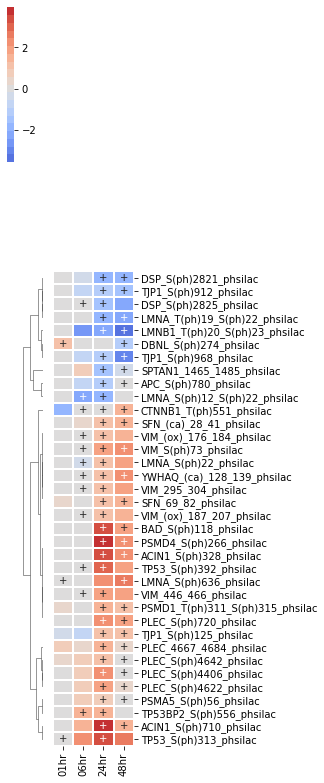 2
0
−2
DSP_S(ph)2821_phsilac
TJP1_S(ph)912_phsilac
DSP_S(ph)2825_phsilac
LMNA_T(ph)19_S(ph)22_phsilac
LMNB1_T(ph)20_S(ph)23_phsilac
DBNL_S(ph)274_phsilac
TJP1_S(ph)968_phsilac
SPTAN1_1465_1485_phsilac
APC_S(ph)780_phsilac
LMNA_S(ph)12_S(ph)22_phsilac
CTNNB1_T(ph)551_phsilac
SFN_(ca)_28_41_phsilac
VIM_(ox)_176_184_phsilac
VIM_S(ph)73_phsilac
LMNA_S(ph)22_phsilac
YWHAQ_(ca)_128_139_phsilac
VIM_295_304_phsilac
SFN_69_82_phsilac
VIM_(ox)_187_207_phsilac
BAD_S(ph)118_phsilac
PSMD4_S(ph)266_phsilac
ACIN1_S(ph)328_phsilac
TP53_S(ph)392_phsilac
LMNA_S(ph)636_phsilac
VIM_446_466_phsilac
PSMD1_T(ph)311_S(ph)315_phsilac
PLEC_S(ph)720_phsilac
TJP1_S(ph)125_phsilac
PLEC_4667_4684_phsilac
PLEC_S(ph)4642_phsilac
PLEC_S(ph)4406_phsilac
PLEC_S(ph)4622_phsilac
PSMA5_S(ph)56_phsilac
TP53BP2_S(ph)556_phsilac
ACIN1_S(ph)710_phsilac
TP53_S(ph)313_phsilac
01hr
06hr
24hr
48hr